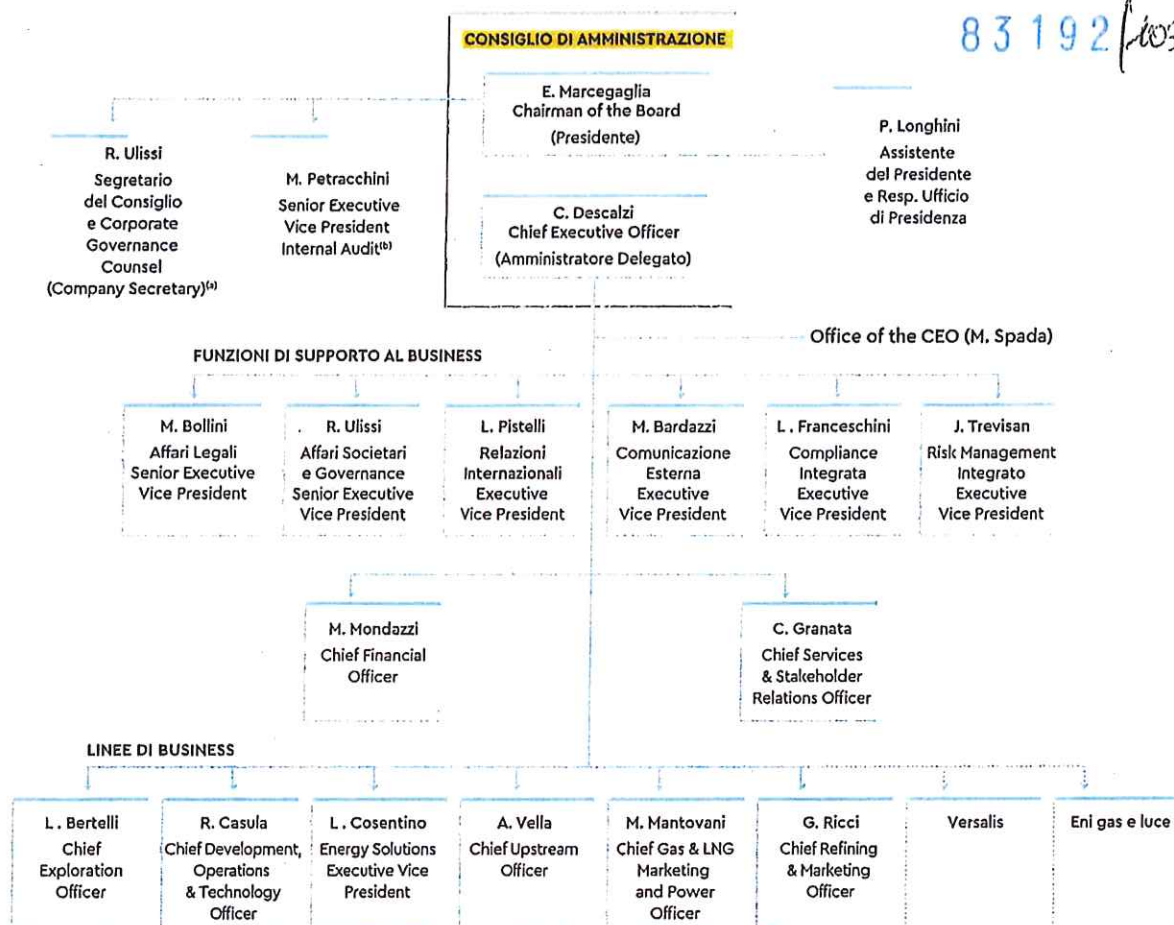 83192
CONSIGLIO DI AMMINISTRAZIONE
E. Marcegaglia
Chairman of the Board
(Presidente)
P. Longhini
Assistente
del Presidente
e Resp. Ufficio
di Presidenza
R. Ulissi
Segretario
del Consiglio
e Corporate
Governance
Counsel
(Company Secretary)(a)
M. Petracchini
Senior Executive
Vice President
Internal Audit(b)
C. Descalzi
Chief Executive Officer
(Amministratore Delegato)
Office of the CEO (M. Spada)
FUNZIONI DI SUPPORTO AL BUSINESS
M. Bollini
Affari Legali
Senior Executive
Vice President
R. Ulissi
Affari Societari
e Governance
Senior Executive
Vice President
L. Pistelli
Relazioni
Internazionali
Executive
Vice President
M. Bardazzi
Comunicazione
Esterna
Executive
Vice President
L. Franceschini
Compliance
Integrata
Executive
Vice President
J. Trevisan
Risk Management
Integrato
Executive
Vice President
M. Mondazzi
Chief Financial
Officer
C. Granata
Chief Services
& Stakeholder
Relations Officer
LINEE DI BUSINESS
L. Bertelli
Chief
Exploration
Officer
R. Casula
Chief Development,
Operations
& Technology
Officer
L. Cosentino
Energy Solutions
Executive Vice
President
A. Vella
Chief Upstream
Officer
M. Mantovani
Chief Gas & LNG
Marketing
and Power
Officer
G. Ricci
Chief Refining
& Marketing
Officer
Versalis
Eni gas e luce